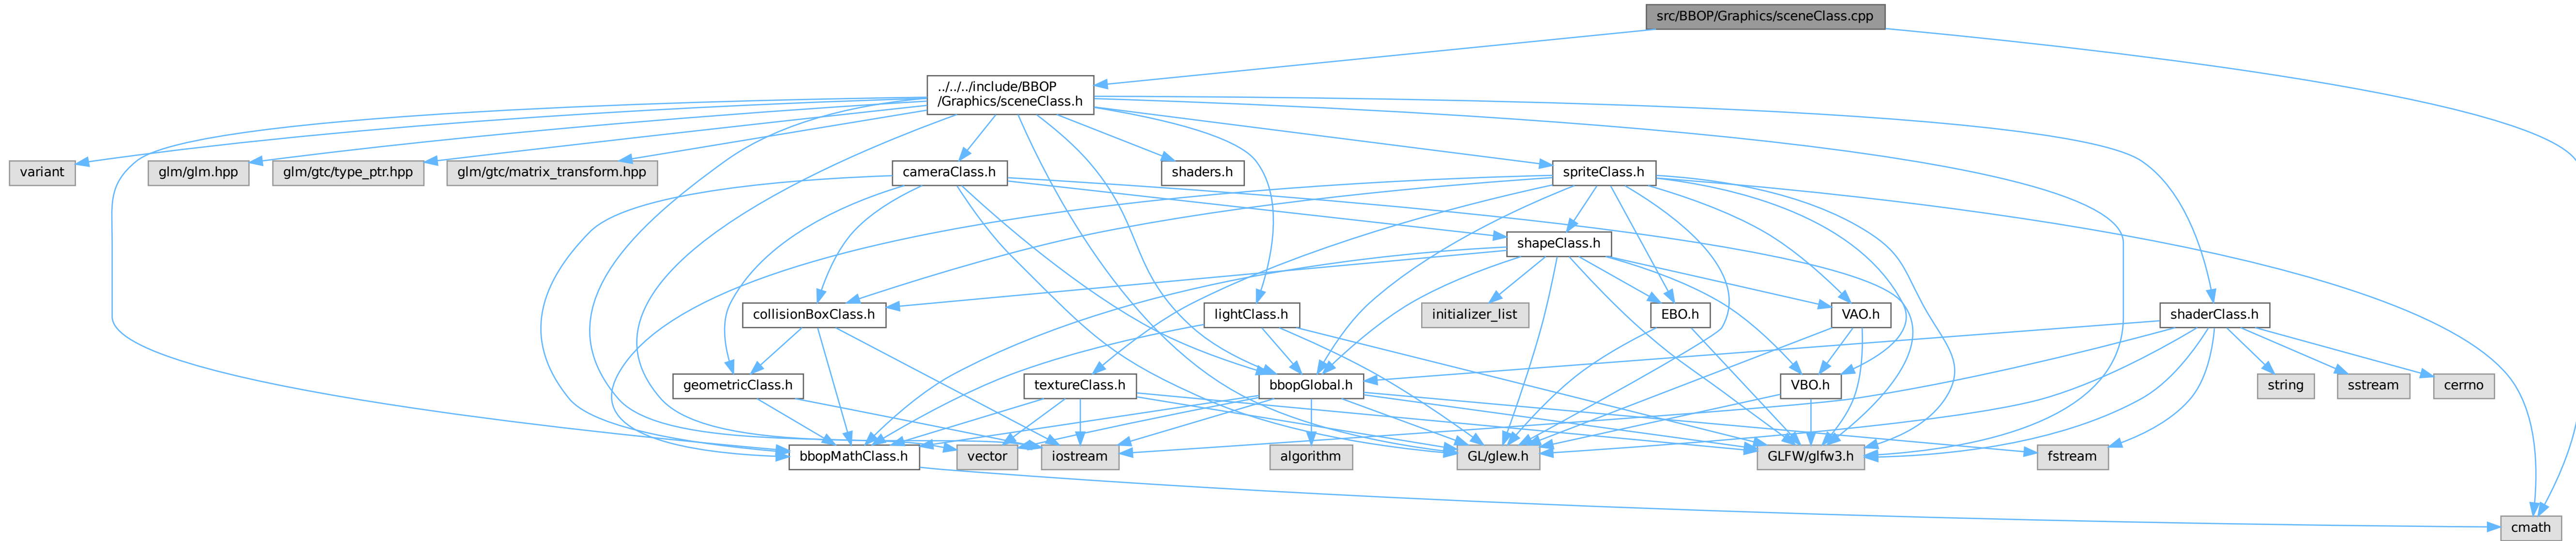 src/BBOP/Graphics/sceneClass.cpp
../../../include/BBOP
/Graphics/sceneClass.h
variant
glm/glm.hpp
glm/gtc/type_ptr.hpp
glm/gtc/matrix_transform.hpp
cameraClass.h
shaders.h
spriteClass.h
shapeClass.h
collisionBoxClass.h
lightClass.h
initializer_list
EBO.h
VAO.h
shaderClass.h
geometricClass.h
textureClass.h
bbopGlobal.h
VBO.h
string
sstream
cerrno
bbopMathClass.h
vector
iostream
algorithm
GL/glew.h
GLFW/glfw3.h
fstream
cmath